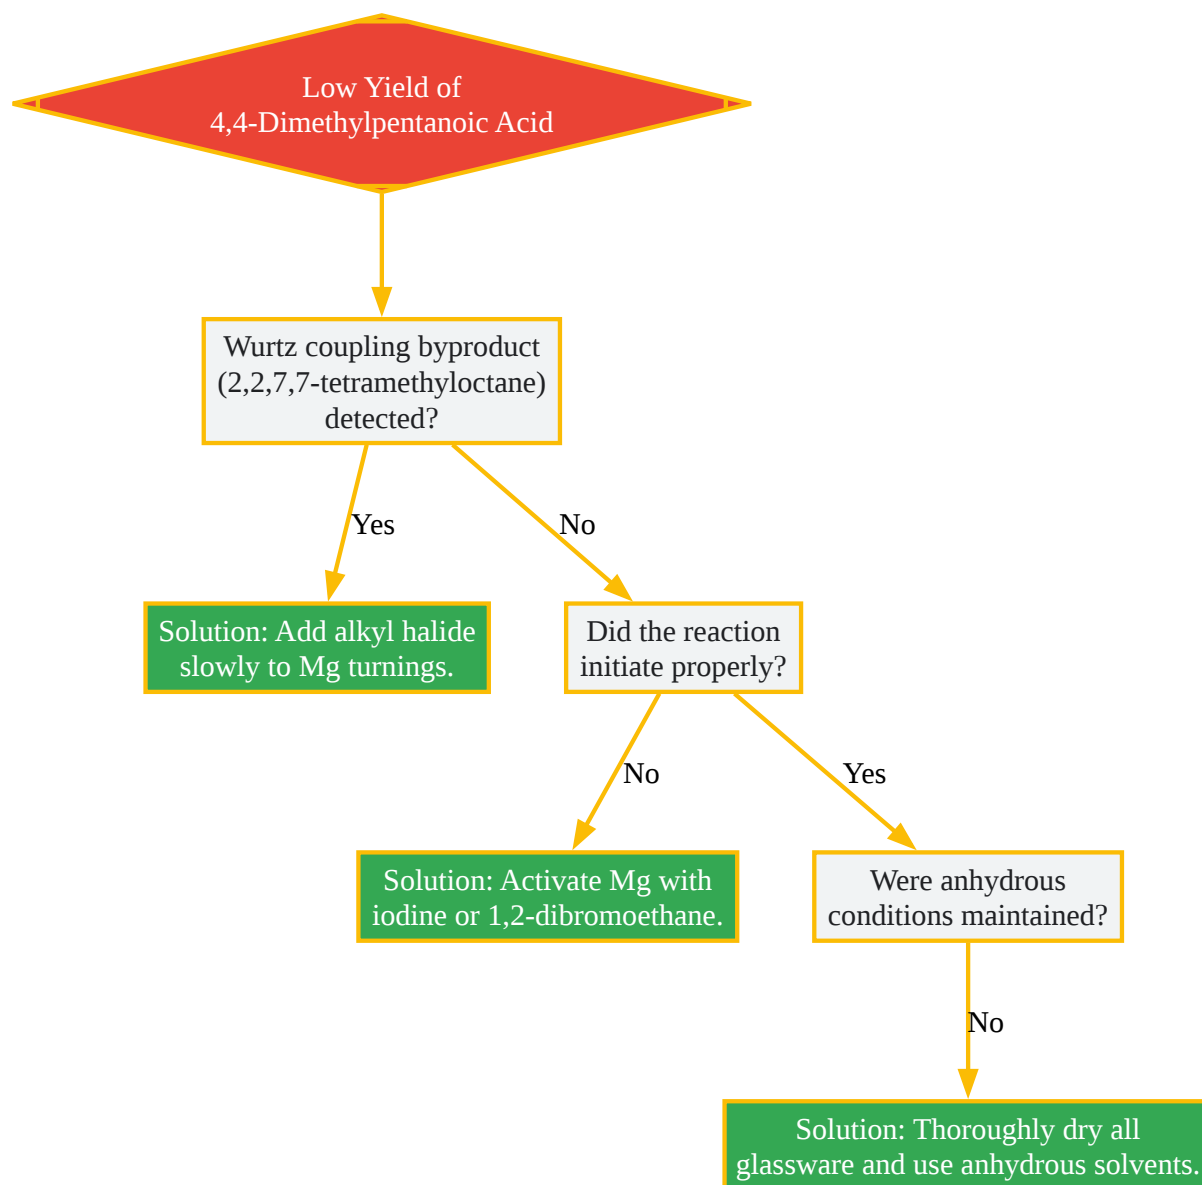 Low Yield of
4,4-Dimethylpentanoic Acid
Wurtz coupling byproduct
(2,2,7,7-tetramethyloctane)
detected?
Yes
No
Solution: Add alkyl halide
slowly to Mg turnings.
Did the reaction
initiate properly?
No
Yes
Solution: Activate Mg with
iodine or 1,2-dibromoethane.
Were anhydrous
conditions maintained?
No
Solution: Thoroughly dry all
glassware and use anhydrous solvents.